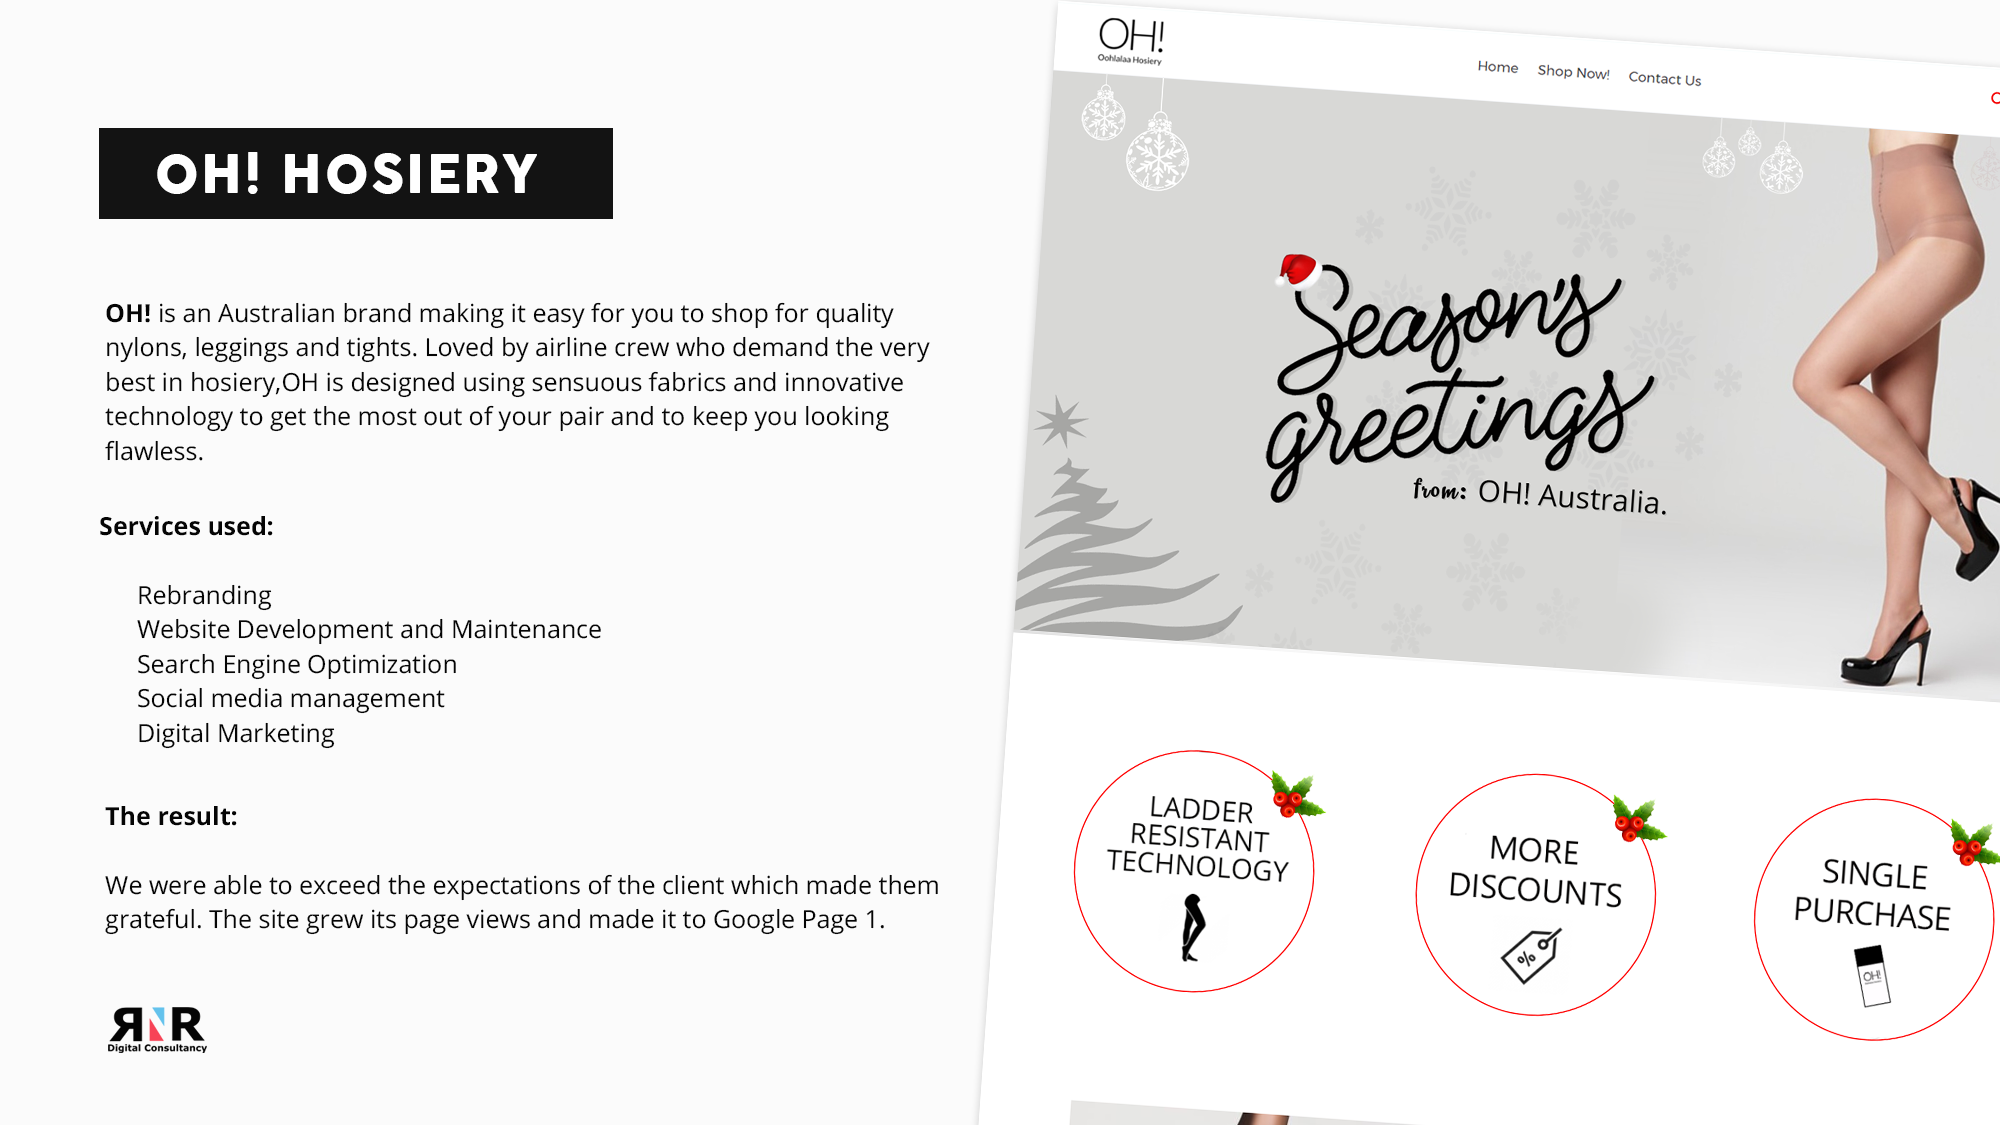 OH! HOSIERY
OH! is an Australian brand making it easy for you to shop for quality
nylons, leggings and tights. Loved by airline crew who demand the very
best in hosiery,OH is designed using sensuous fabrics and innovative
technology to get the most out of your pair and to keep you looking
flawless.
Services used:
Rebranding
Website Development and Maintenance
Search Engine Optimization
Social media management
Digital Marketing
The result:
We were able to exceed the expectations of the client which made them
grateful. The site grew its page views and made it to Google Page 1.
RNR
Digital Consultancy
OH!
Oohlalaa Hosiery
Home Shop Now! Contact Us
Season's
greetings
from: OH! Australia.
LADDER
RESISTANT
TECHNOLOGY
MORE
DISCOUNTS
%
SINGLE
PURCHASE
OH!